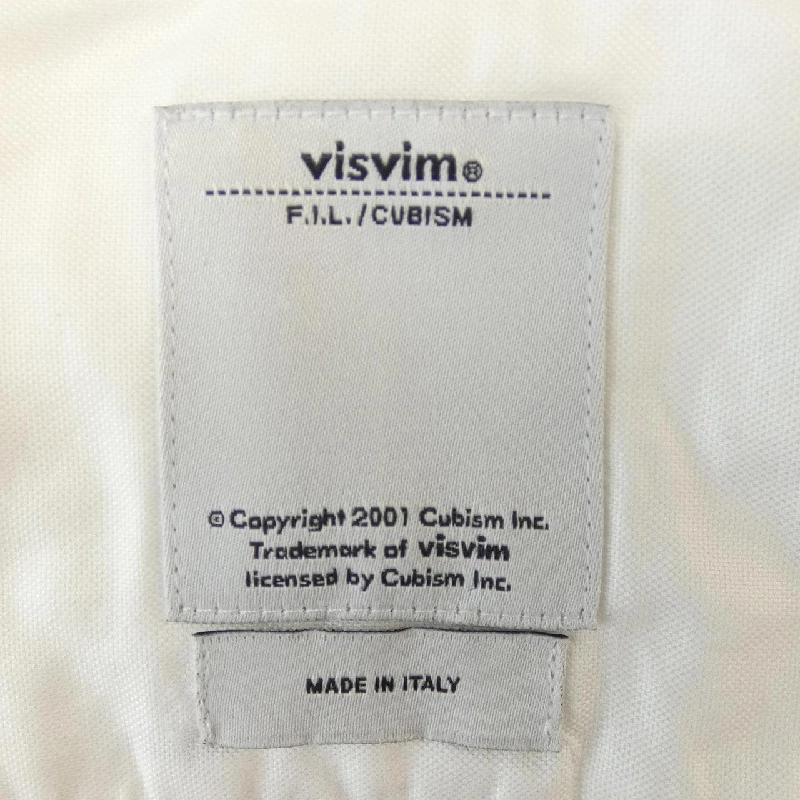 visvim®
F.I.L./CUBISM
© Copyright 2001 Cubism Inc.
Trademark of visvim
licensed by Cubism Inc.
MADE IN ITALY